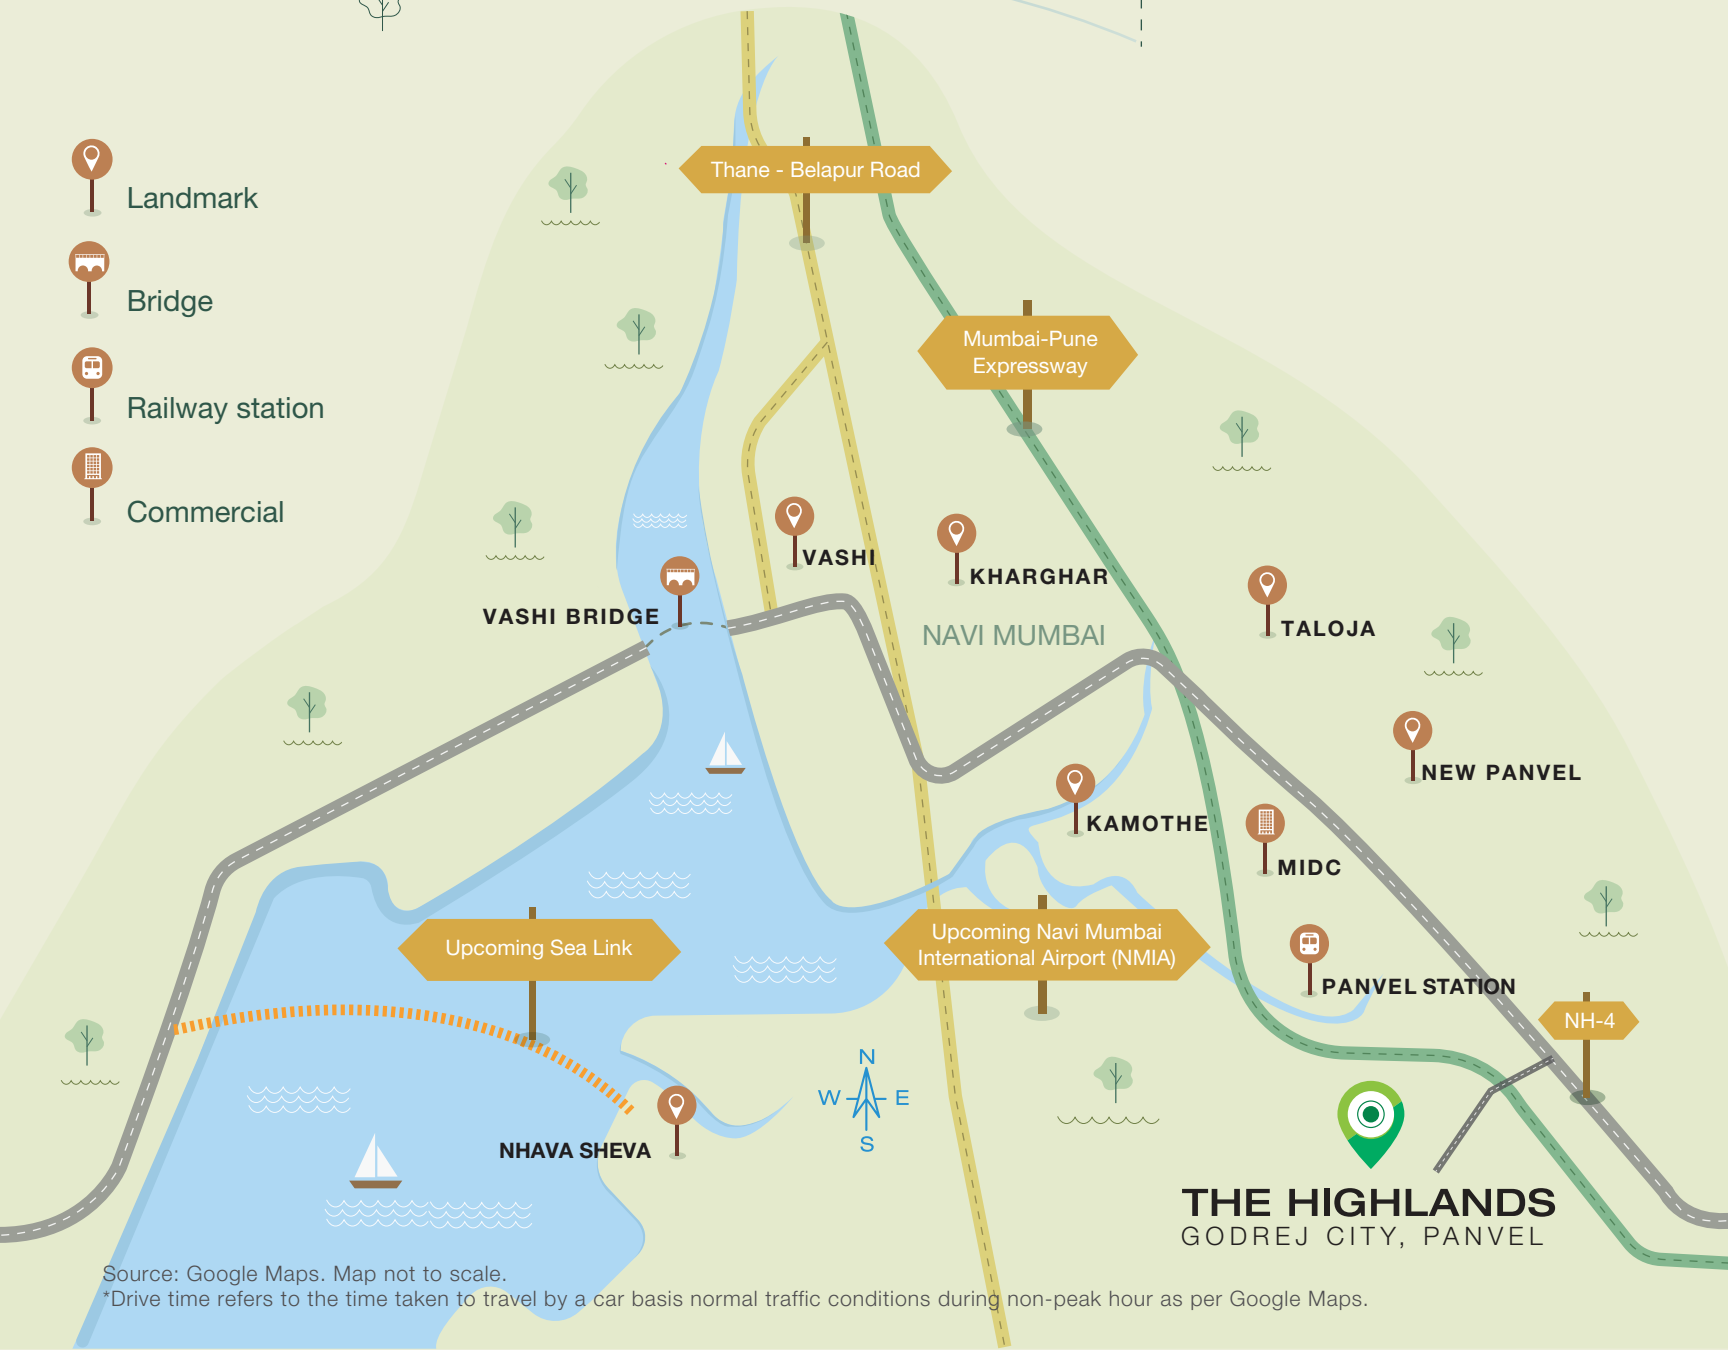 Landmark
Bridge
Railway station
Commercial
Thane - Belapur Road
Mumbai-Pune
Expressway
VASHI
KHARGHAR
VASHI BRIDGE
NAVI MUMBAI
TALOJA
NEW PANVEL
KAMOTHE
MIDC
Upcoming Sea Link
Upcoming Navi Mumbai
International Airport (NMIA)
PANVEL STATION
NH-4
N
W E
S
NHAVA SHEVA
THE HIGHLANDS
GODREJ CITY, PANVEL
Source: Google Maps. Map not to scale.
*Drive time refers to the time taken to travel by a car basis normal traffic conditions during non-peak hour as per Google Maps.